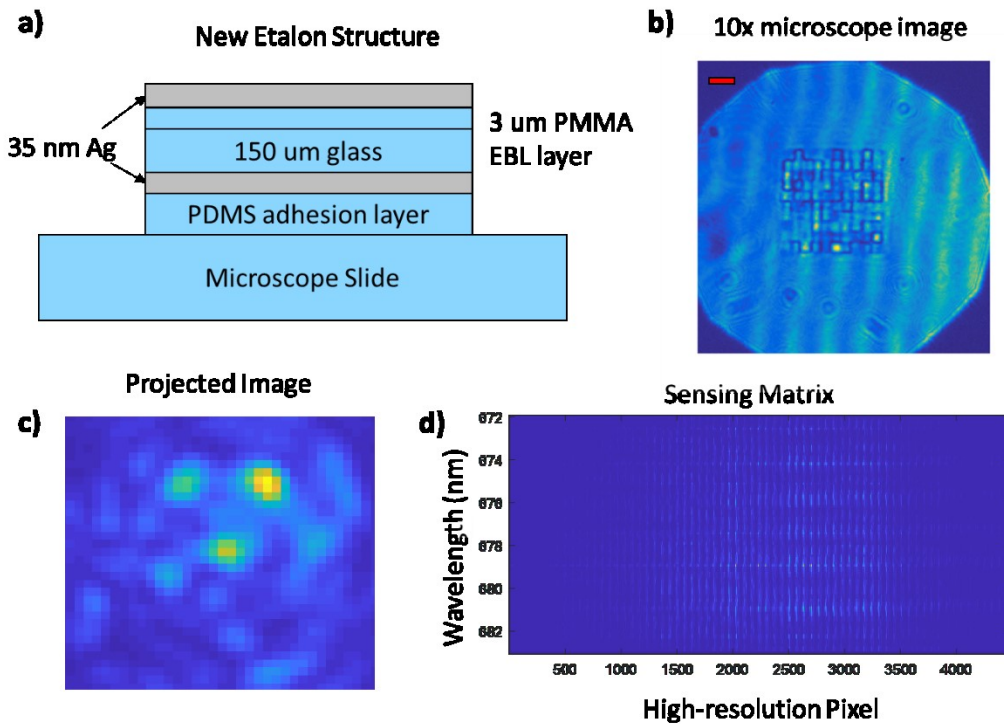 a)
New Etalon Structure
35 nm Ag
150 um glass
3 um PMMA
EBL layer
PDMS adhesion layer
Microscope Slide
b)
10x microscope image
Projected Image
c)
Sensing Matrix
d)
Wavelength (nm)
672
674
676
678
680
682
500
1000
1500
2000
2500
3000
3500
4000
High-resolution Pixel